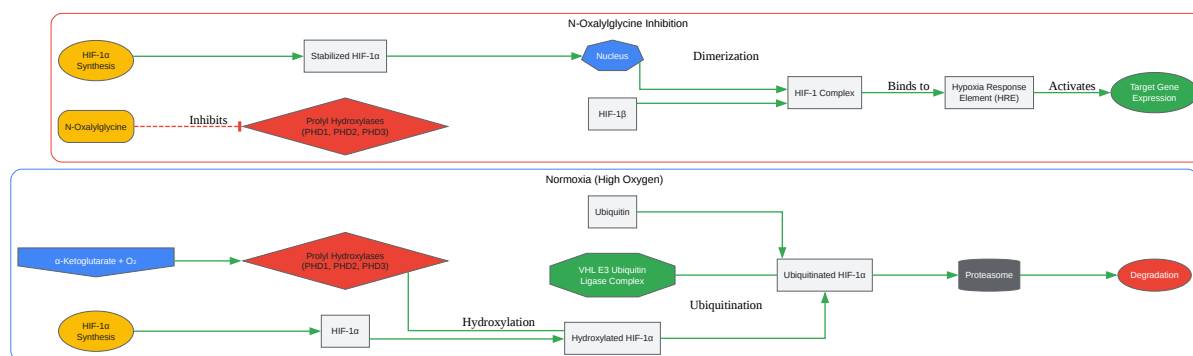 N-Oxalylglycine Inhibition
HIF-1α
Synthesis
Stabilized HIF-1α
Nucleus
Dimerization
HIF-1β
HIF-1 Complex
Binds to
Hypoxia Response
Element (HRE)
Activates
Target Gene
Expression
N-Oxalylglycine
Inhibits
Prolyl Hydroxylases
(PHD1, PHD2, PHD3)
Normoxia (High Oxygen)
Ubiquitin
α-Ketoglutarate + O₂
Prolyl Hydroxylases
(PHD1, PHD2, PHD3)
VHL E3 Ubiquitin
Ligase Complex
Ubiquitinated HIF-1α
Proteasome
Degradation
Ubiquitination
HIF-1α
Synthesis
HIF-1α
Hydroxylation
Hydroxylated HIF-1α